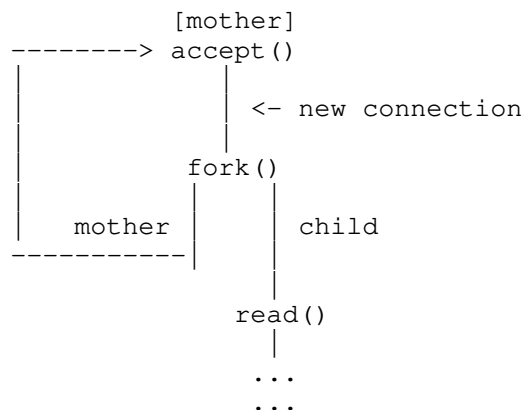 [mother]
--------> accept()
<- new connection
fork()
mother child
-----------
read()
...
...